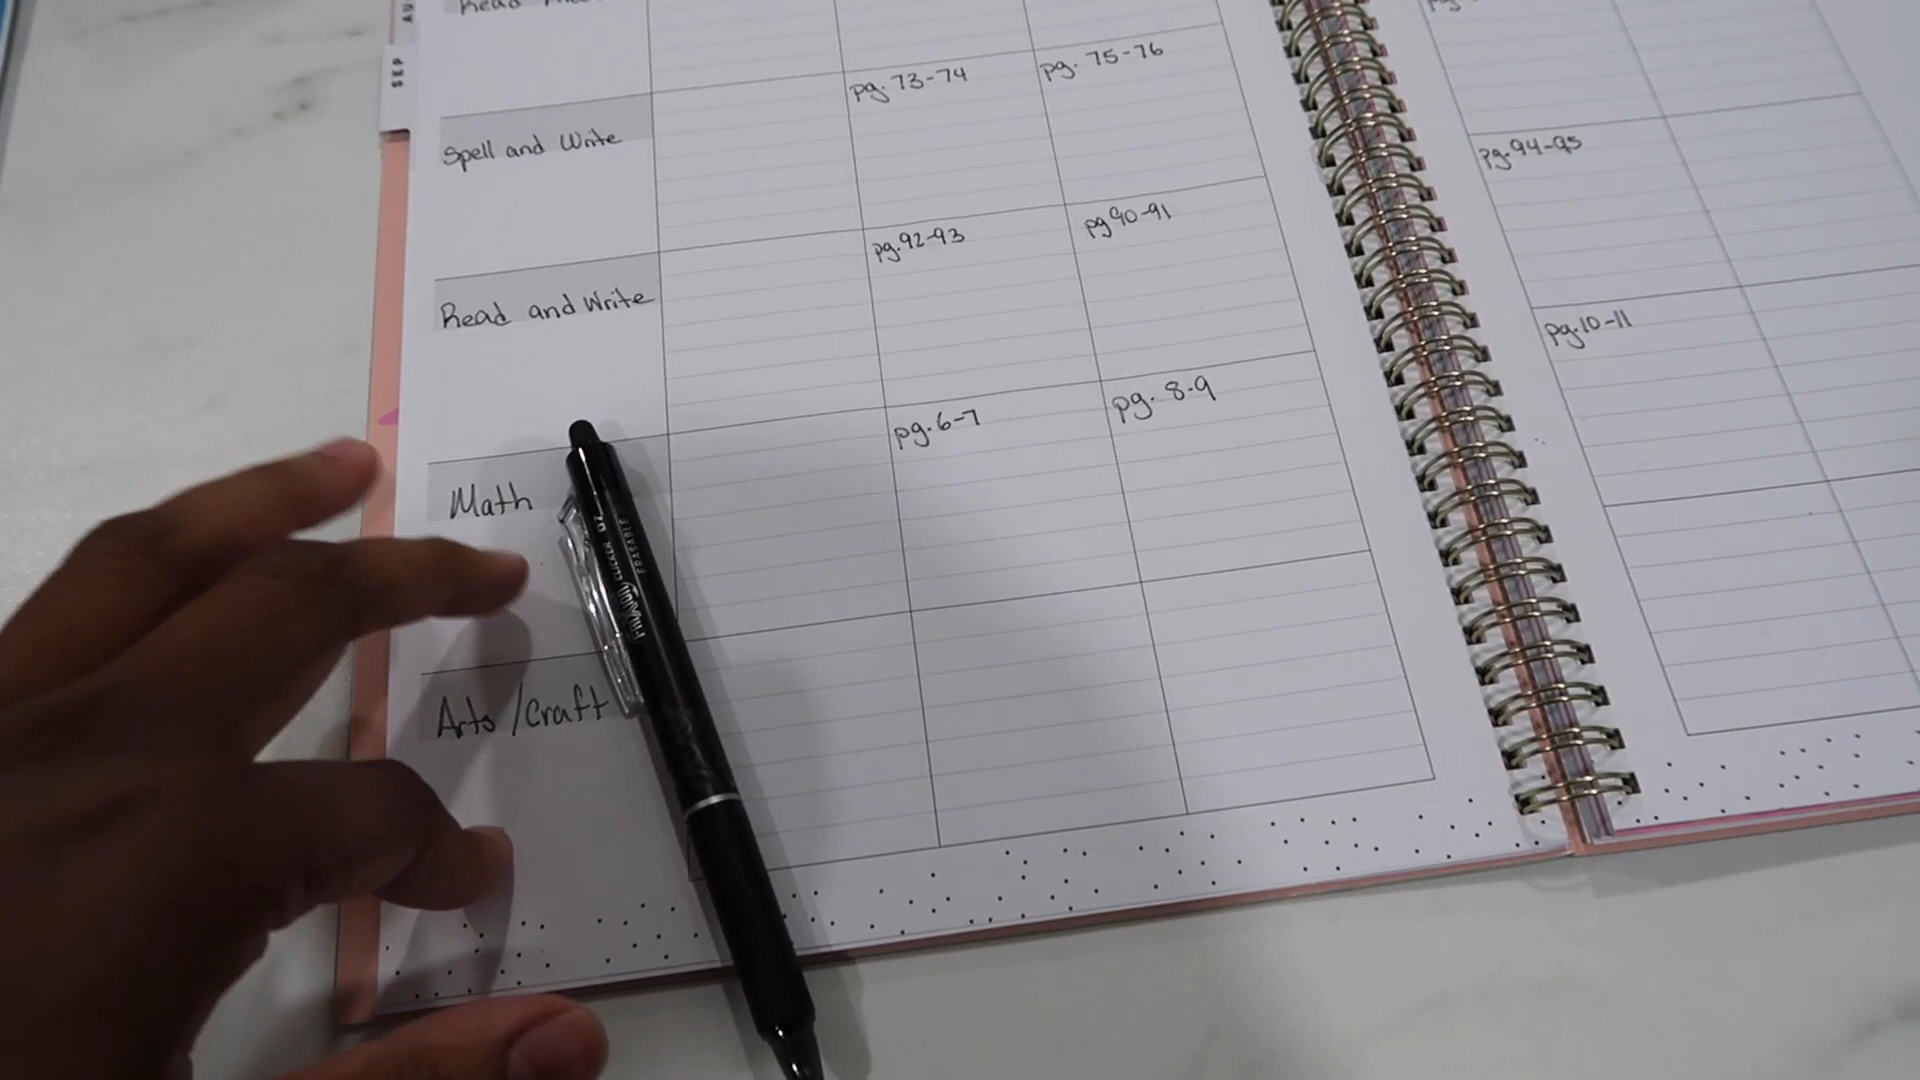 AU
SEP
Read
pg. 73-74
pg. 75-76
Spell and Write
pg. 92-93
pg 90-91
pg. 94-95
Read and Write
pg. 6-7
pg. 8-9
pg. 10-11
Math
Arts /Craft
FRIXION CLICKER 07
ERASABLE